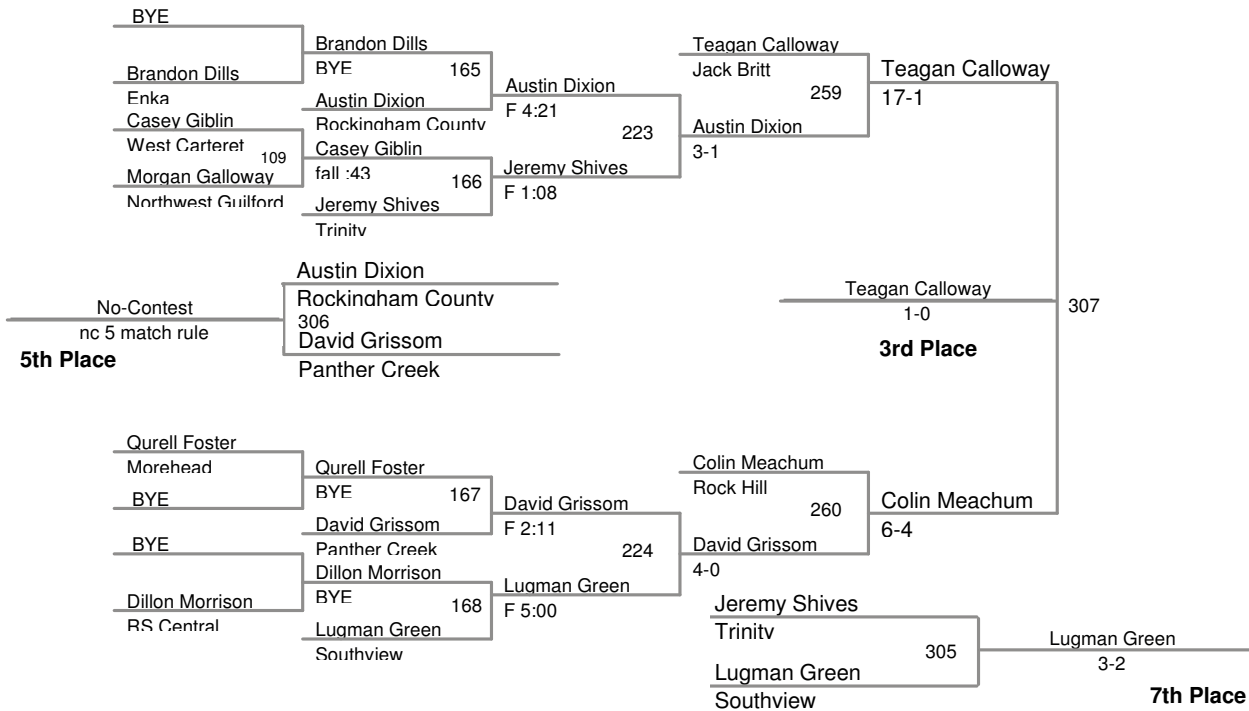 BYE
Brandon Dills
Enka
Casey Giblin
West Carteret
109
Morgan Galloway
Northwest Guilford
Brandon Dills
BYE
165
Austin Dixion
Rockingham County
Casey Giblin
fall :43
166
Jeremy Shives
Trinity
Austin Dixion
F 4:21
223
Jeremy Shives
F 1:08
Teagan Calloway
Jack Britt
259
Austin Dixion
3-1
Teagan Calloway
17-1
Austin Dixion
Rockingham County
306
David Grissom
Panther Creek
No-Contest
nc 5 match rule
5th Place
Teagan Calloway
1-0
3rd Place
307
Qurell Foster
Morehead
BYE
BYE
Dillon Morrison
RS Central
Qurell Foster
BYE
167
David Grissom
Panther Creek
Dillon Morrison
BYE
168
Lugman Green
Southview
David Grissom
F 2:11
224
Lugman Green
F 5:00
Colin Meachum
Rock Hill
260
David Grissom
4-0
Colin Meachum
6-4
Jeremy Shives
Trinity
305
Lugman Green
Southview
Lugman Green
3-2
7th Place